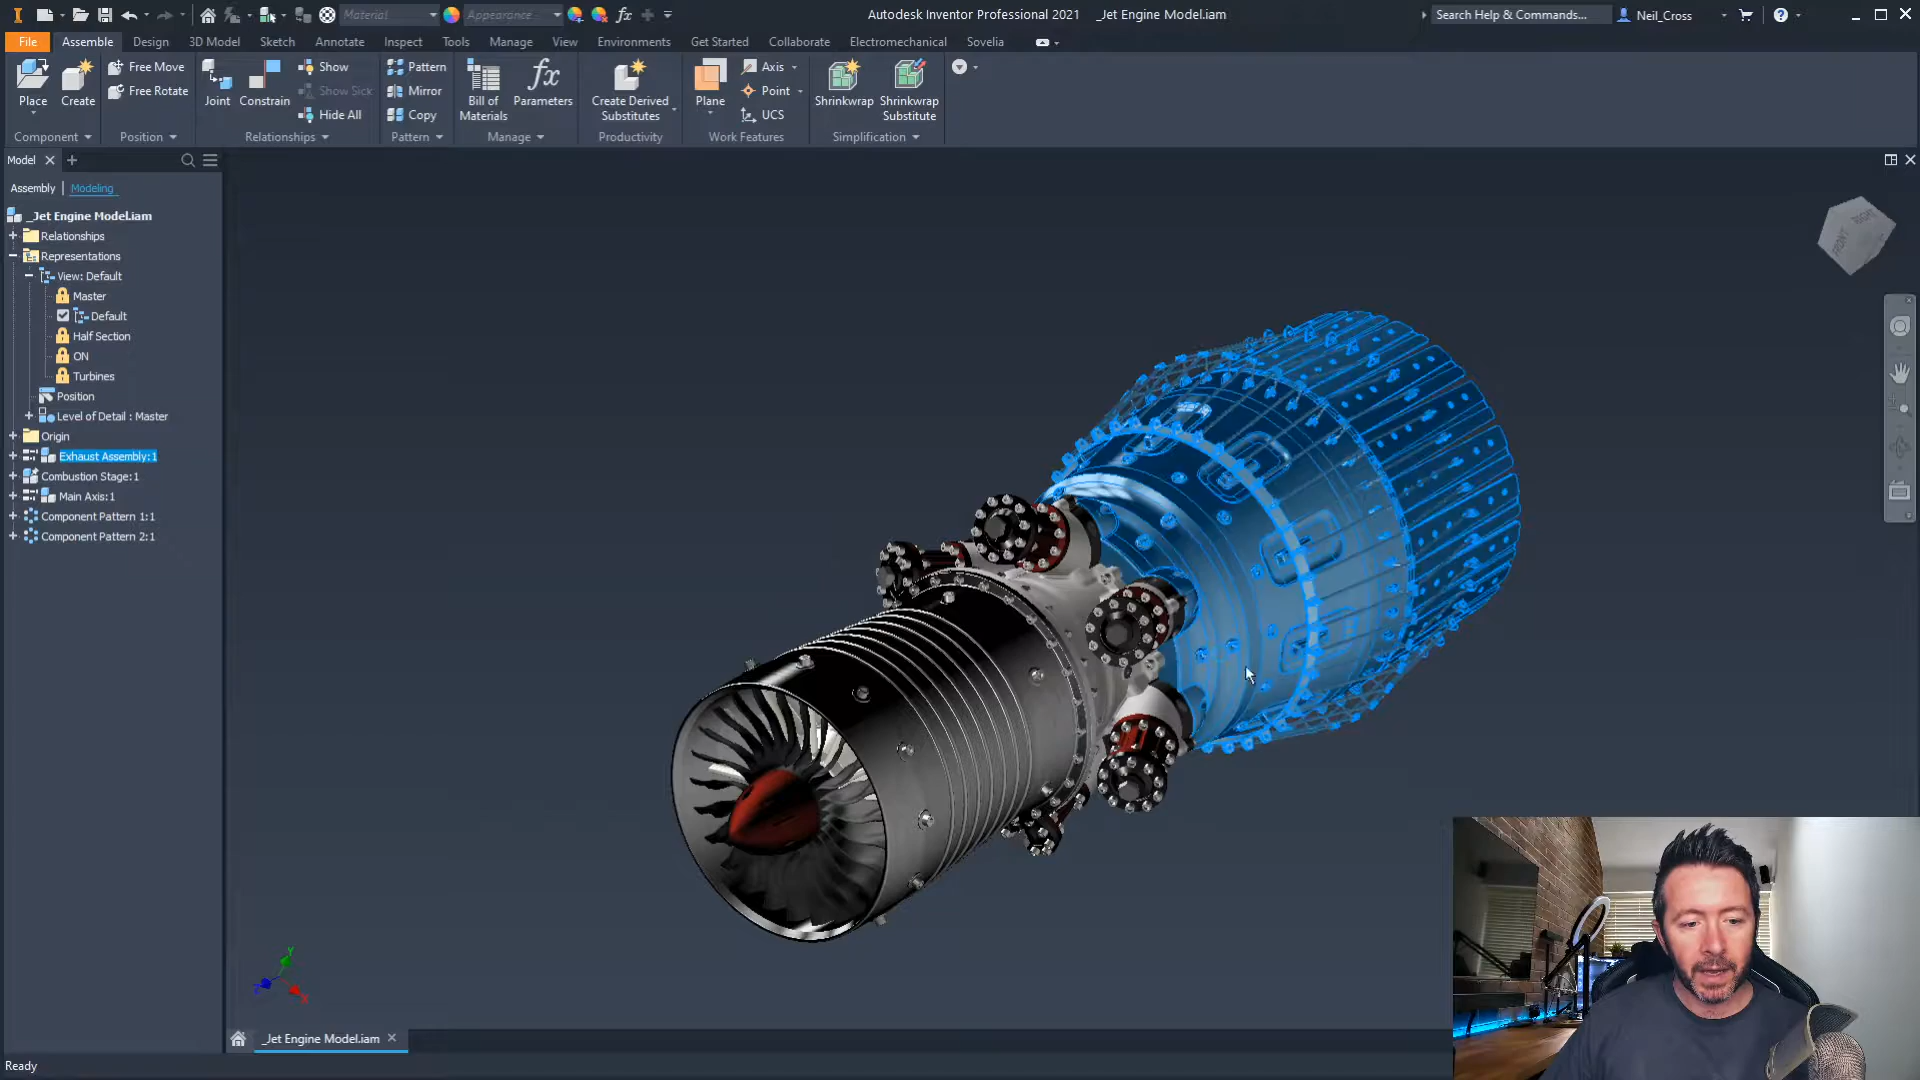 Material
Appearance
fx
Autodesk Inventor Professional 2021 _Jet Engine Model.iam
Search Help & Commands...
Neil_Cross
File Assemble Design 3D Model Sketch Annotate Inspect Tools Manage View Environments Get Started Collaborate Electromechanical Sovelia
Place
Create
Component
Free Move
Free Rotate
Position
Joint
Constrain
Show
Show Sick
Hide All
Relationships
Pattern
Mirror
Copy
Pattern
Bill of
Materials
fx
Parameters
Manage
Create Derived
Substitutes
Productivity
Plane
Axis
Point
UCS
Work Features
Shrinkwrap
Shrinkwrap
Substitute
Simplification
Model
Assembly | Modeling
_Jet Engine Model.iam
Relationships
Representations
View: Default
Master
Default
Half Section
ON
Turbines
Position
Level of Detail : Master
Origin
Exhaust Assembly:1
Combustion Stage:1
Main Axis:1
Component Pattern 1:1
Component Pattern 2:1
FRONT
RIGHT
Y
Z
X
_Jet Engine Model.iam
Ready